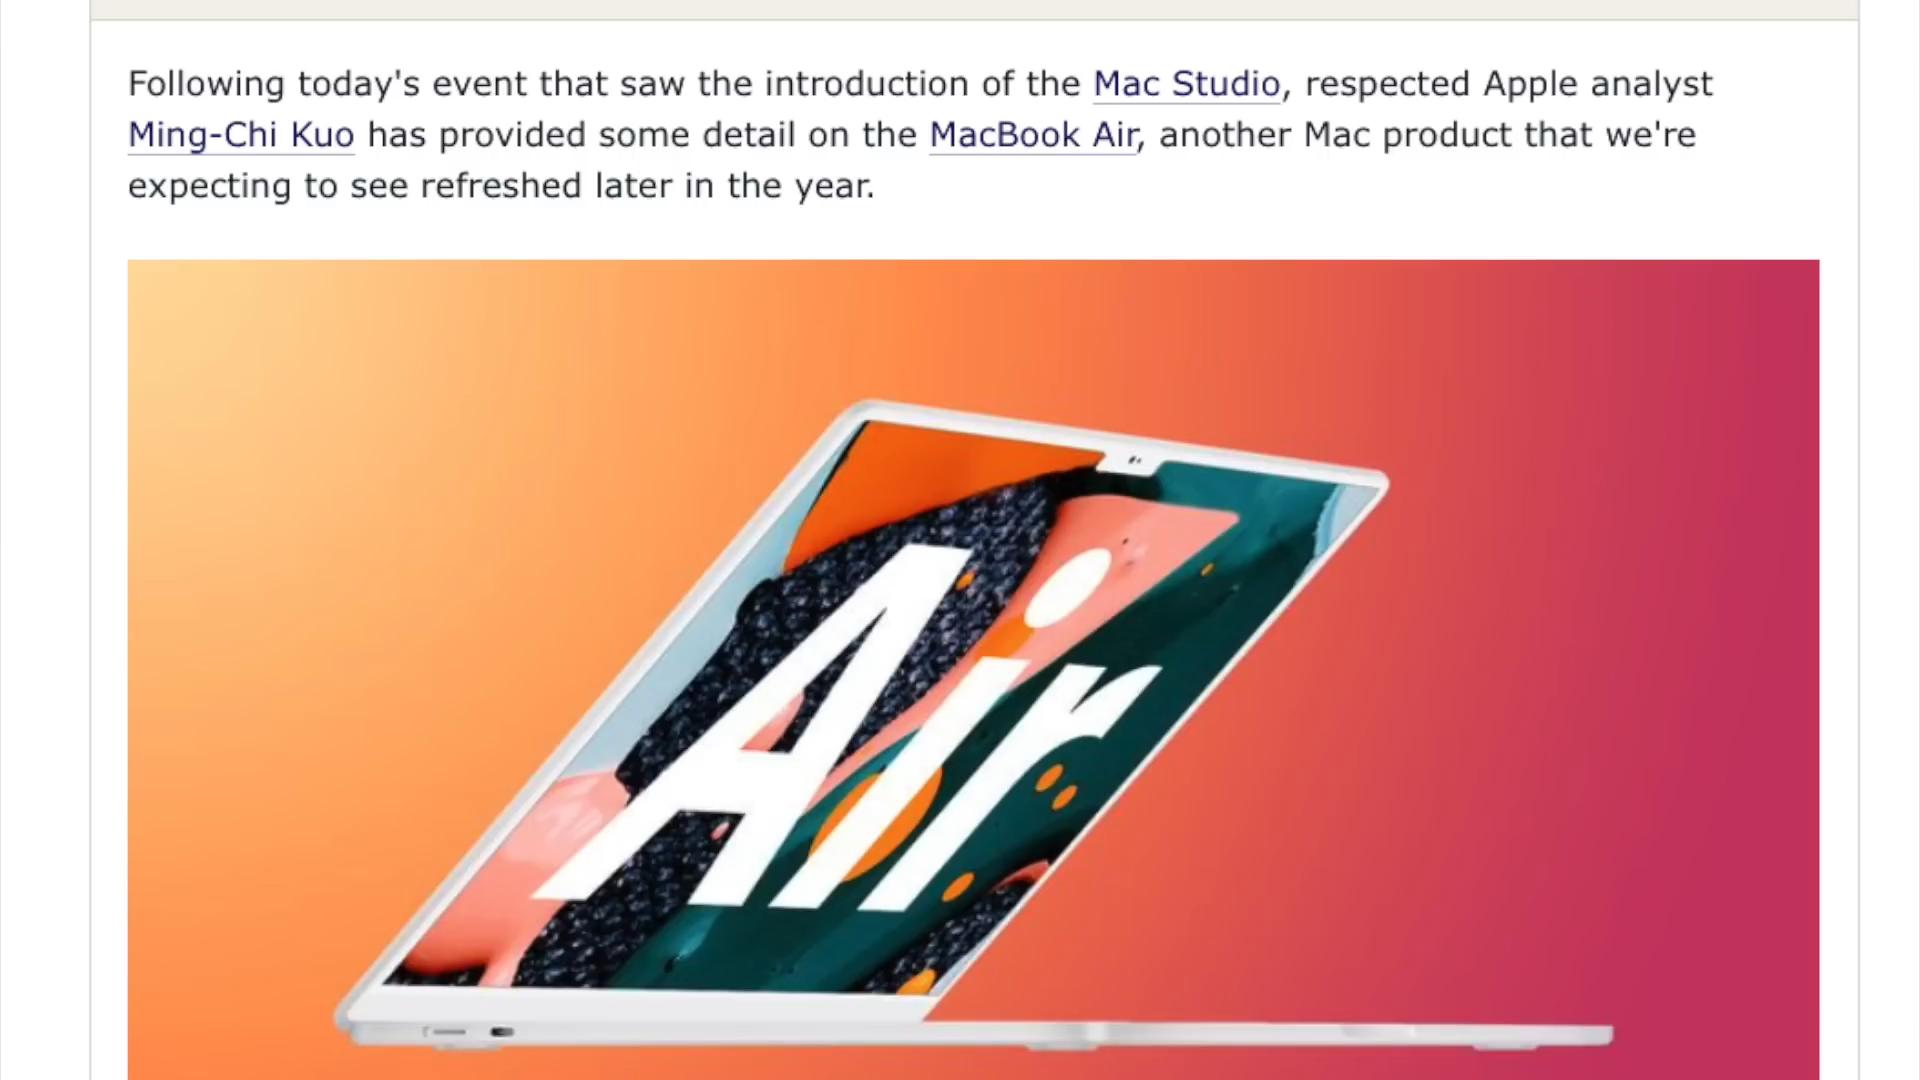 Following today's event that saw the introduction of the Mac Studio, respected Apple analyst
Ming-Chi Kuo has provided some detail on the MacBook Air, another Mac product that we're
expecting to see refreshed later in the year.
Air